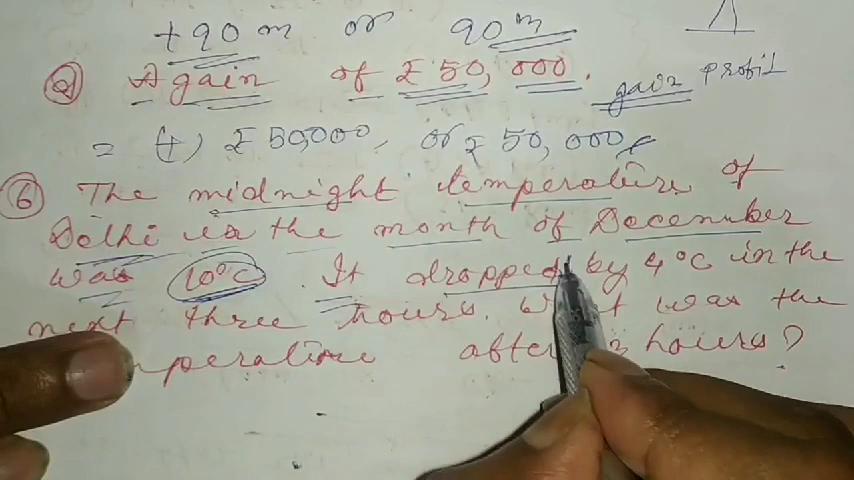 +90 m or 90 m
Q) A gain of ₹ 50,000. gain profit
= (+) ₹ 50,000, or ₹ 50,000
6) The midnight temperature of
Delhi in the month of December
was 10°C. It dropped by 4°C in the
next three hours. was the
after hours?